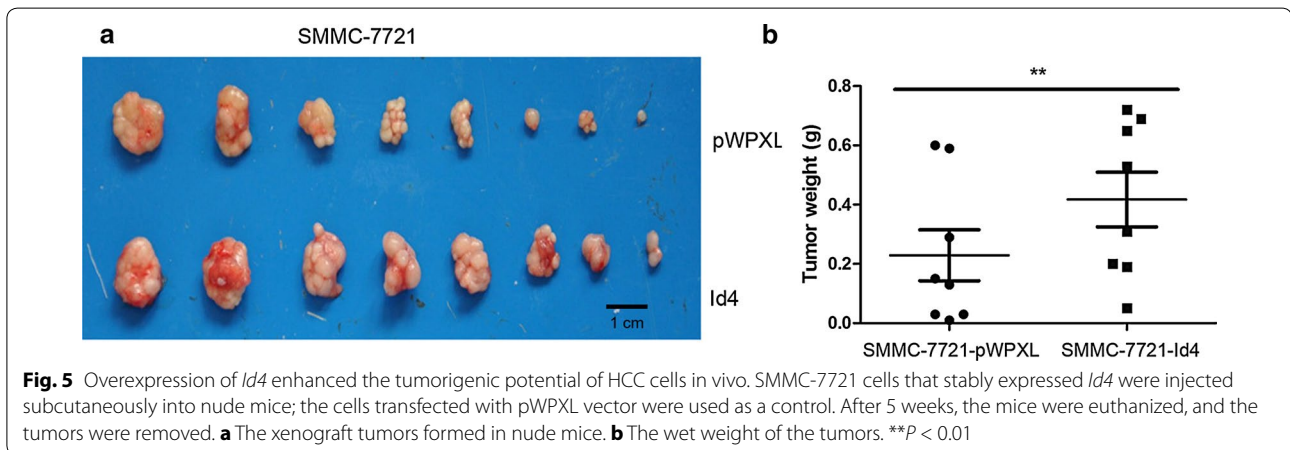 a
SMMC-7721
pWPXL
Id4
1 cm
b
**
Tumor weight (g)
0.8
0.6
0.4
0.2
0.0
SMMC-7721-pWPXL SMMC-7721-Id4
Fig. 5 Overexpression of Id4 enhanced the tumorigenic potential of HCC cells in vivo. SMMC-7721 cells that stably expressed Id4 were injected
subcutaneously into nude mice; the cells transfected with pWPXL vector were used as a control. After 5 weeks, the mice were euthanized, and the
tumors were removed. a The xenograft tumors formed in nude mice. b The wet weight of the tumors. **P < 0.01